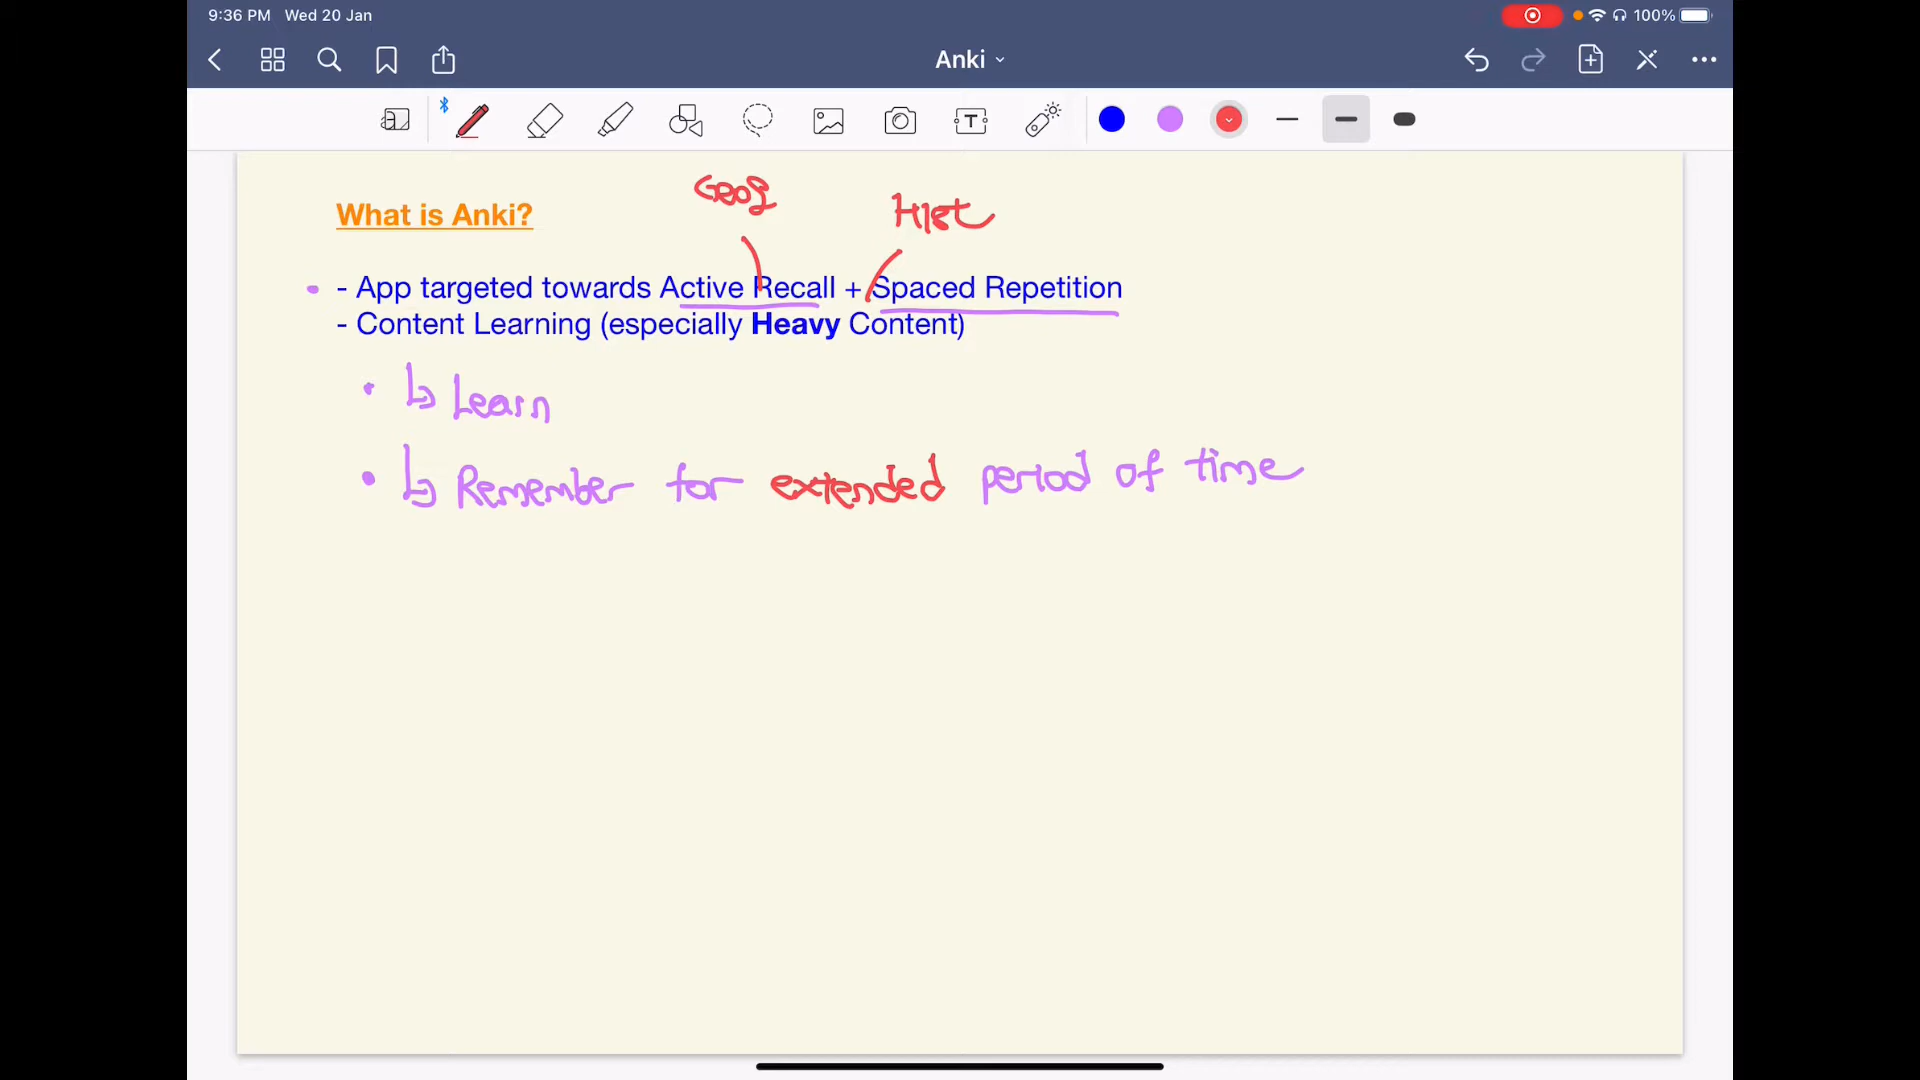 9:36 PM Wed 20 Jan
100%
Anki
T
Geog
Hist
What is Anki?
- App targeted towards Active Recall + Spaced Repetition
- Content Learning (especially Heavy Content)
• ↳ Learn
• ↳ Remember for extended period of time